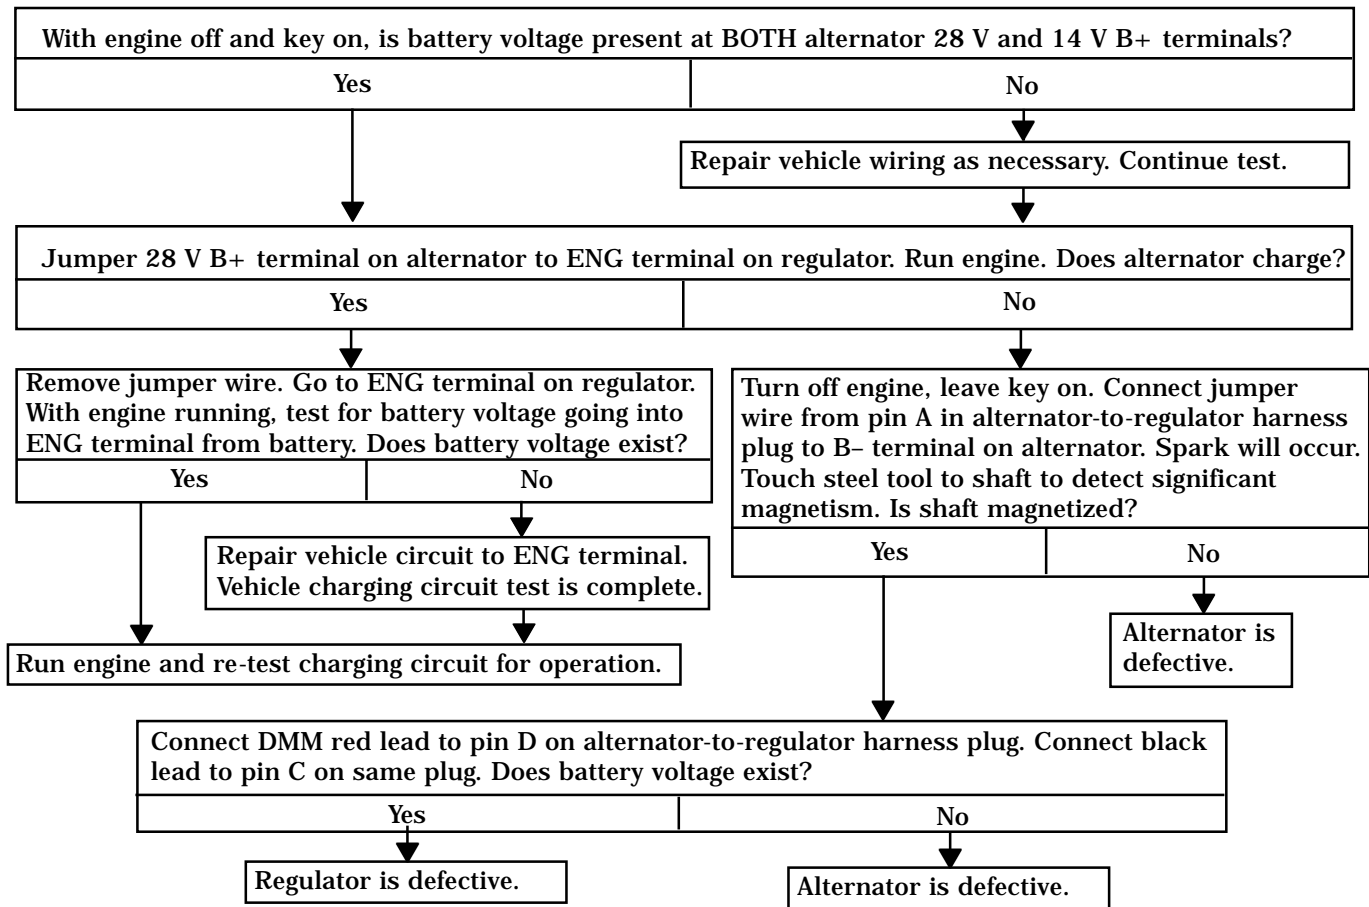 With engine off and key on, is battery voltage present at BOTH alternator 28 V and 14 V B+ terminals?
Yes
No
Repair vehicle wiring as necessary. Continue test.
Jumper 28 V B+ terminal on alternator to ENG terminal on regulator. Run engine. Does alternator charge?
Yes
No
Remove jumper wire. Go to ENG terminal on regulator.
With engine running, test for battery voltage going into
ENG terminal from battery. Does battery voltage exist?
Yes
No
Repair vehicle circuit to ENG terminal.
Vehicle charging circuit test is complete.
Run engine and re-test charging circuit for operation.
Turn off engine, leave key on. Connect jumper
wire from pin A in alternator-to-regulator harness
plug to B– terminal on alternator. Spark will occur.
Touch steel tool to shaft to detect significant
magnetism. Is shaft magnetized?
Yes
No
Alternator is
defective.
Connect DMM red lead to pin D on alternator-to-regulator harness plug. Connect black
lead to pin C on same plug. Does battery voltage exist?
Yes
No
Regulator is defective.
Alternator is defective.